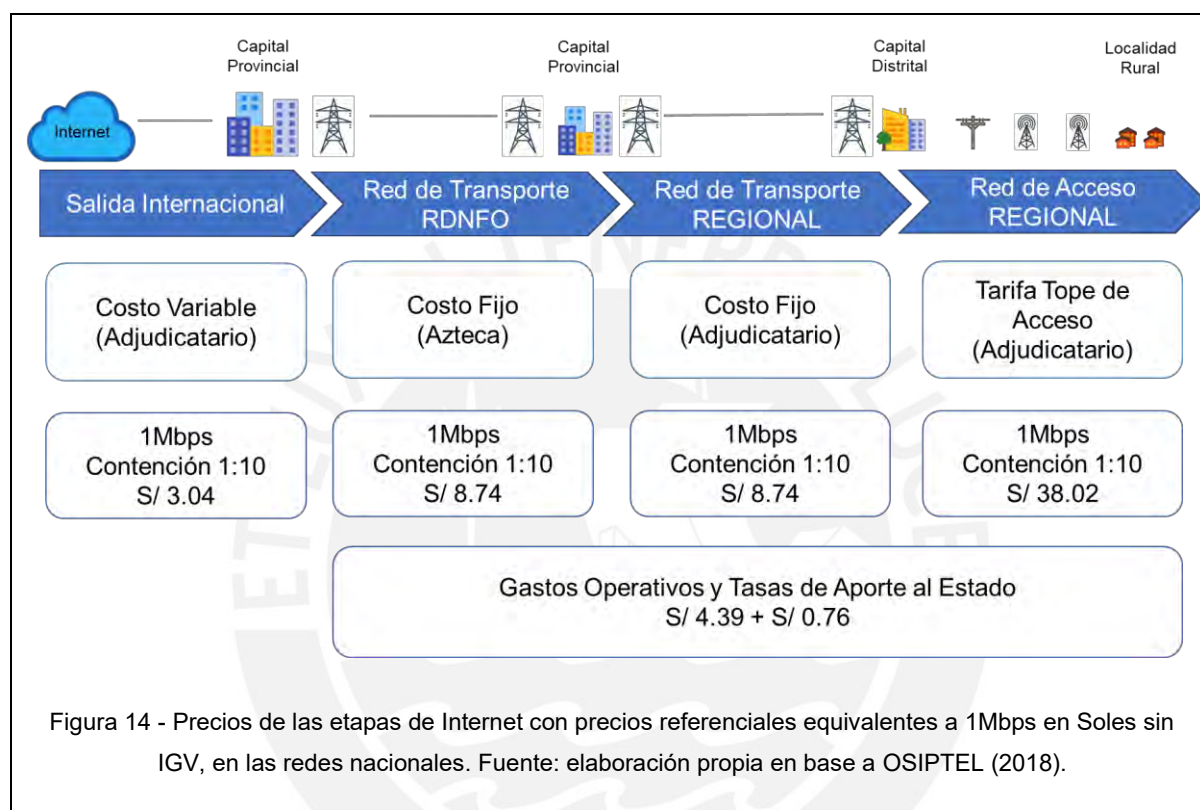 Capital
Provincial
Capital
Provincial
Capital
Distrital
Localidad
Rural
Internet
Salida Internacional
Red de Transporte
RDNFO
Red de Transporte
REGIONAL
Red de Acceso
REGIONAL
Costo Variable
(Adjudicatario)
Costo Fijo
(Azteca)
Costo Fijo
(Adjudicatario)
Tarifa Tope de
Acceso
(Adjudicatario)
1Mbps
Contención 1:10
S/ 3.04
1Mbps
Contención 1:10
S/ 8.74
1Mbps
Contención 1:10
S/ 8.74
1Mbps
Contención 1:10
S/ 38.02
Gastos Operativos y Tasas de Aporte al Estado
S/ 4.39 + S/ 0.76
Figura 14 - Precios de las etapas de Internet con precios referenciales equivalentes a 1Mbps en Soles sin
IGV, en las redes nacionales. Fuente: elaboración propia en base a OSIPTEL (2018).